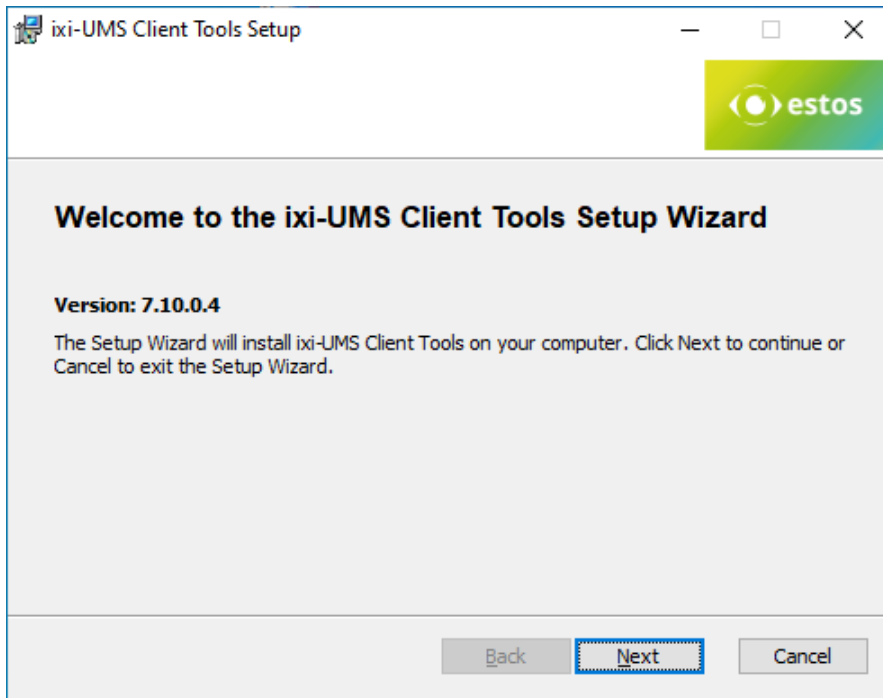 ixi-UMS Client Tools Setup
estos
Welcome to the ixi-UMS Client Tools Setup Wizard
Version: 7.10.0.4
The Setup Wizard will install ixi-UMS Client Tools on your computer. Click Next to continue or
Cancel to exit the Setup Wizard.
Back Next Cancel